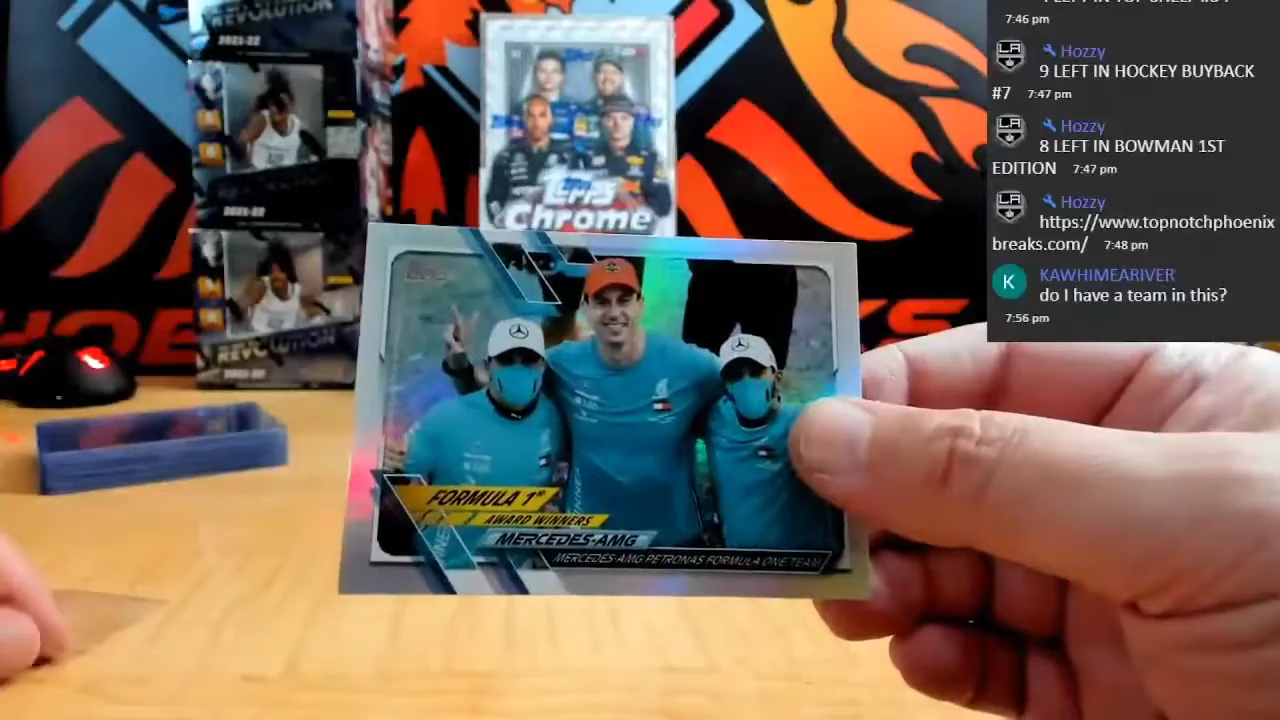 REVOLUTION
2021-22
2021-22
REVOLUTION
2021-22
Topps
Chrome
FORMULA 1®
AWARD WINNERS
MERCEDES-AMG
MERCEDES-AMG PETRONAS FORMULA ONE TEAM
7:46 pm
Hozzy
9 LEFT IN HOCKEY BUYBACK
#7 7:47 pm
Hozzy
8 LEFT IN BOWMAN 1ST
EDITION 7:47 pm
Hozzy
https://www.topnotchphoenix
breaks.com/ 7:48 pm
K KAWHIMEARIVER
do I have a team in this?
7:56 pm